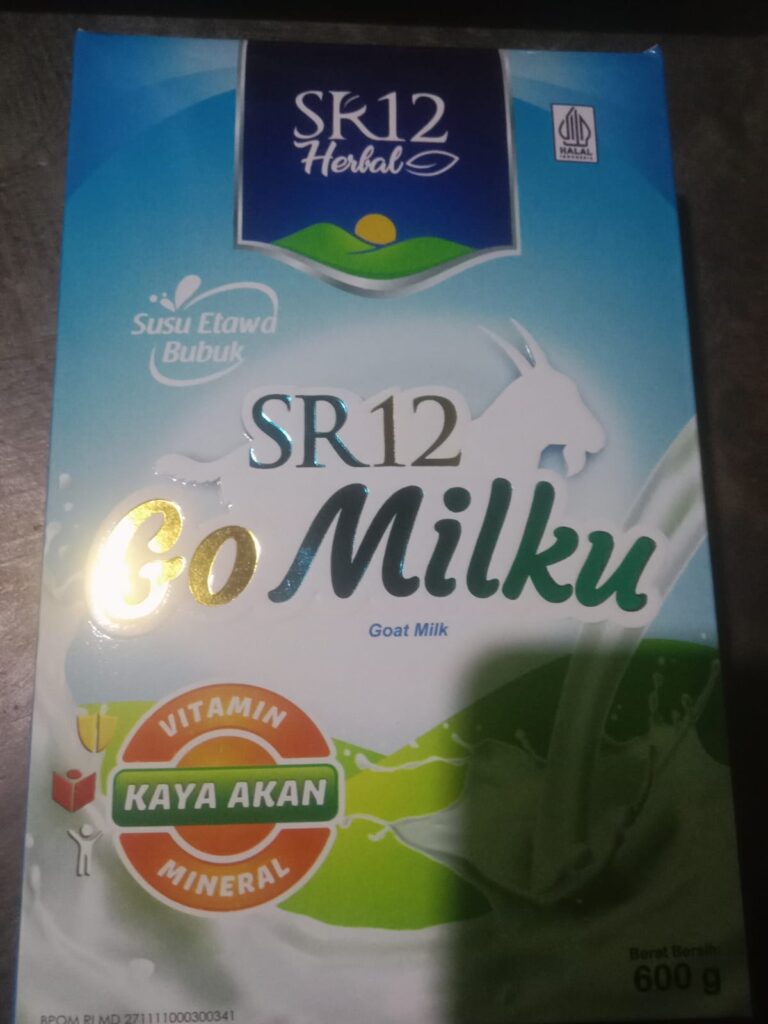 SR12
Herbal
HALAL
INDONESIA
Susu Etawa
Bubuk
SR12
Go Milku
Goat Milk
VITAMIN
KAYA AKAN
MINERAL
Berat Bersih:
600 g
BPOM RI MD 271111000300341